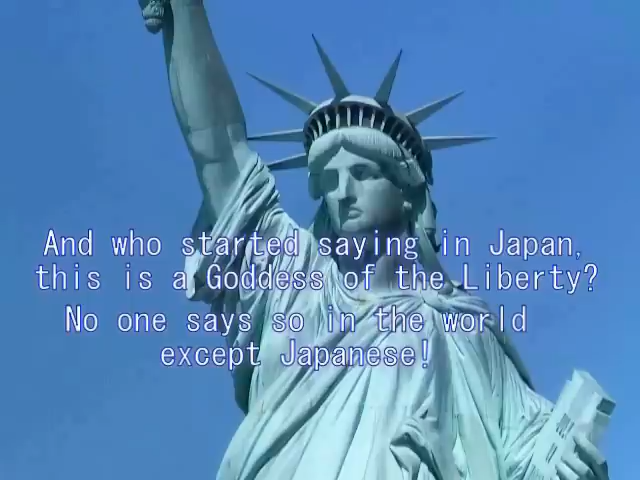 And who started saying in Japan,
this is a Goddess of the Liberty?
No one says so in the world
except Japanese!